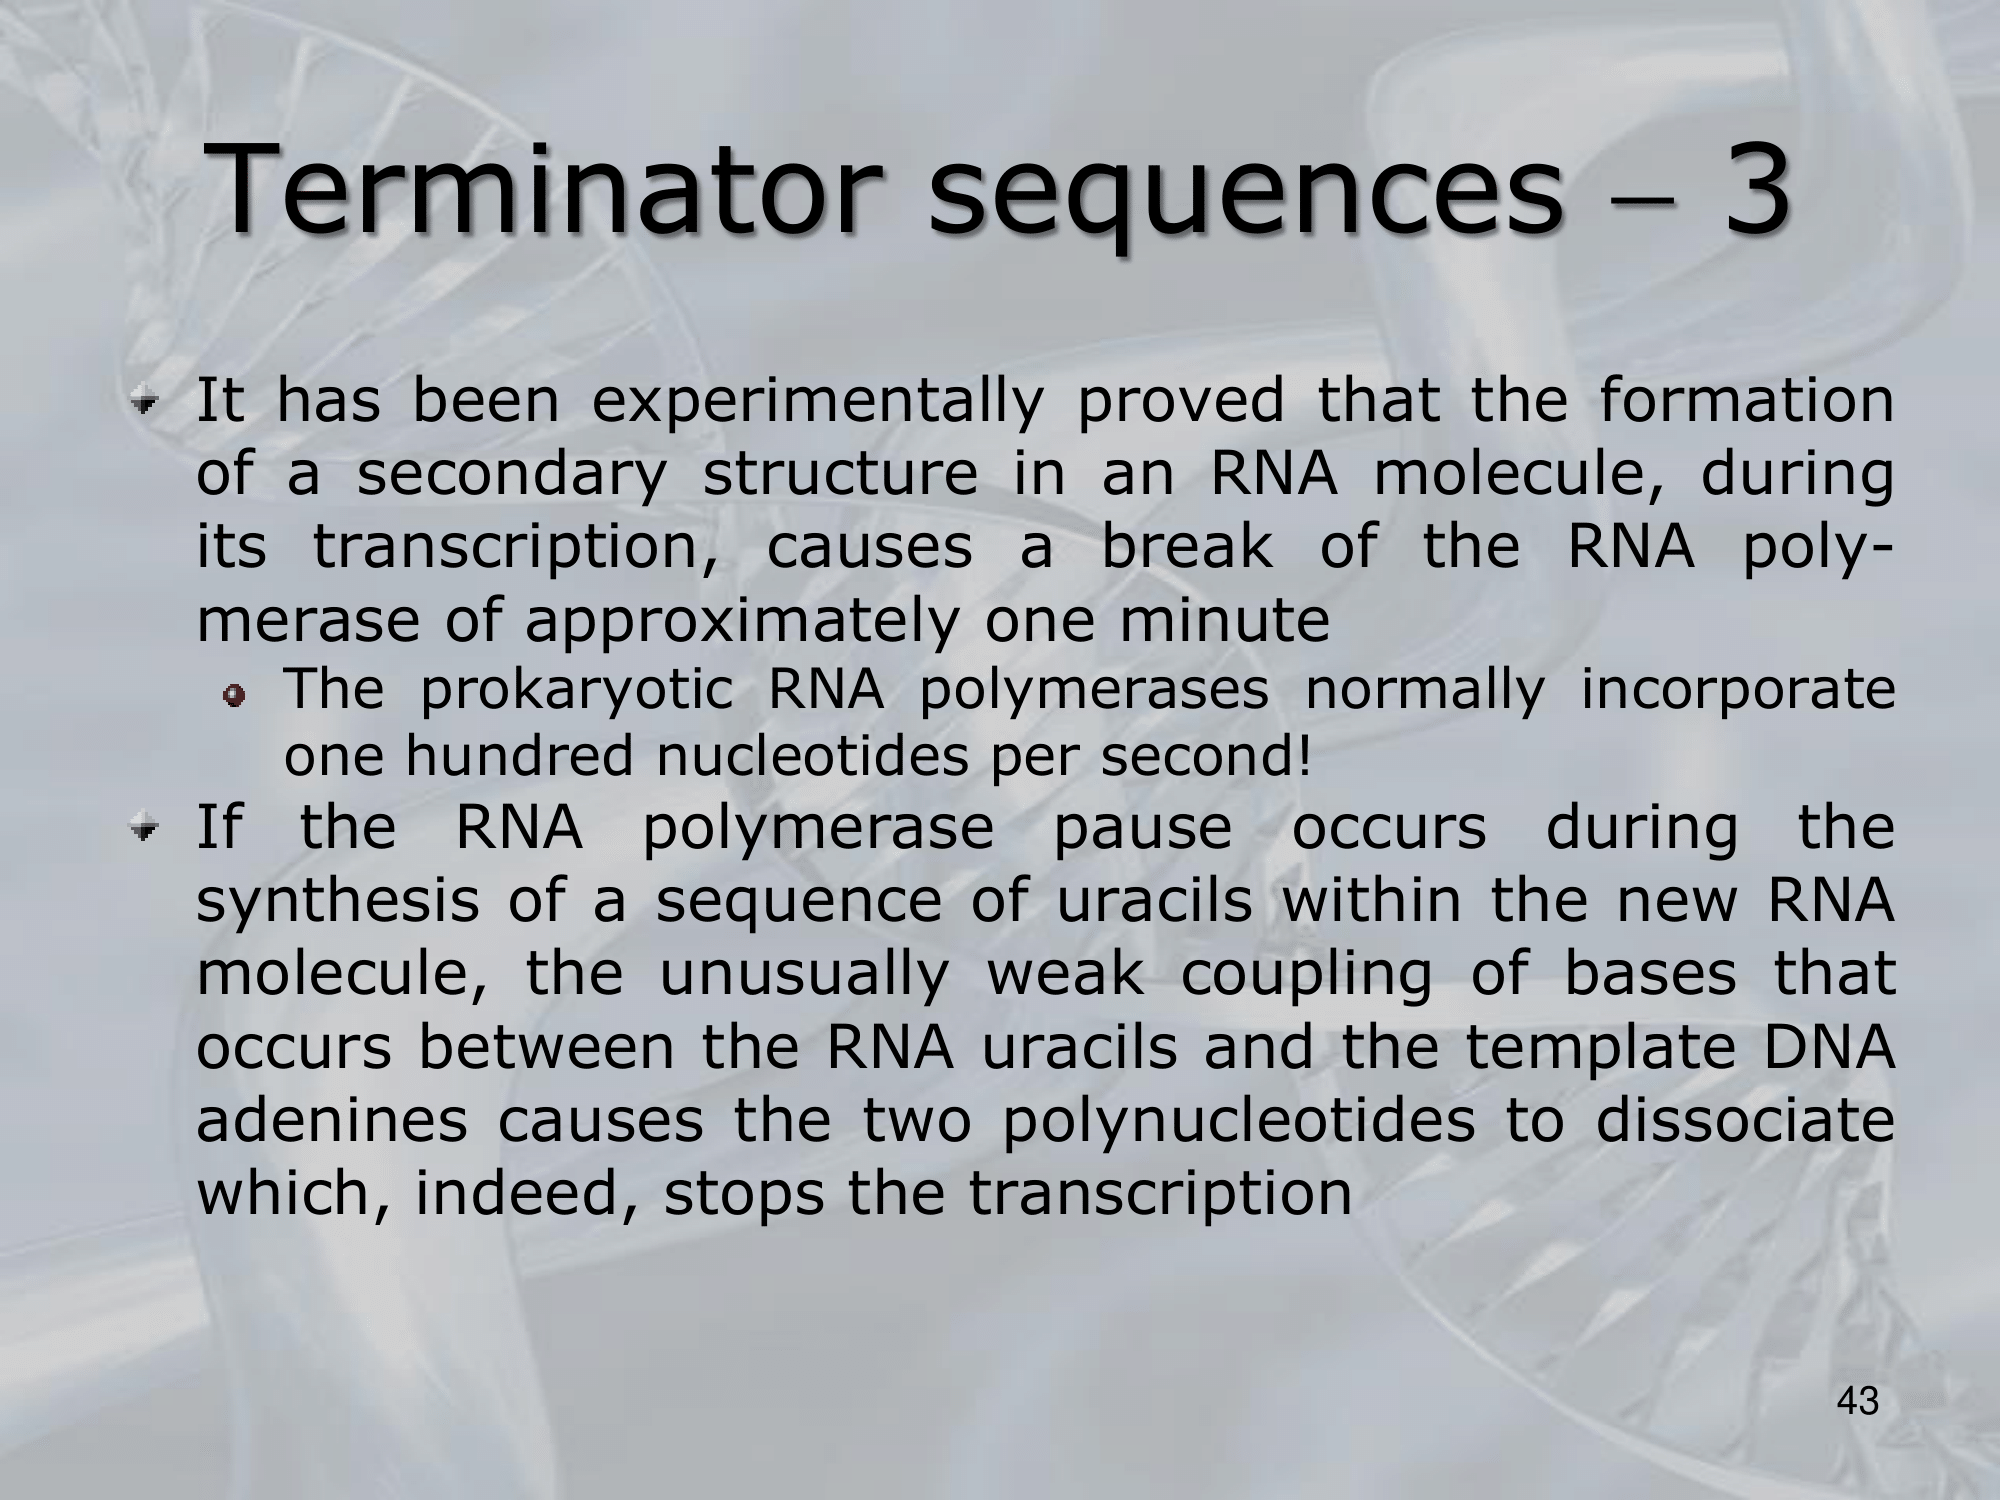 Terminator sequences – 3
It has been experimentally proved that the formation
of a secondary structure in an RNA molecule, during
its transcription, causes a break of the RNA poly-
merase of approximately one minute
The prokaryotic RNA polymerases normally incorporate
one hundred nucleotides per second!
If the RNA polymerase pause occurs during the
synthesis of a sequence of uracils within the new RNA
molecule, the unusually weak coupling of bases that
occurs between the RNA uracils and the template DNA
adenines causes the two polynucleotides to dissociate
which, indeed, stops the transcription
43